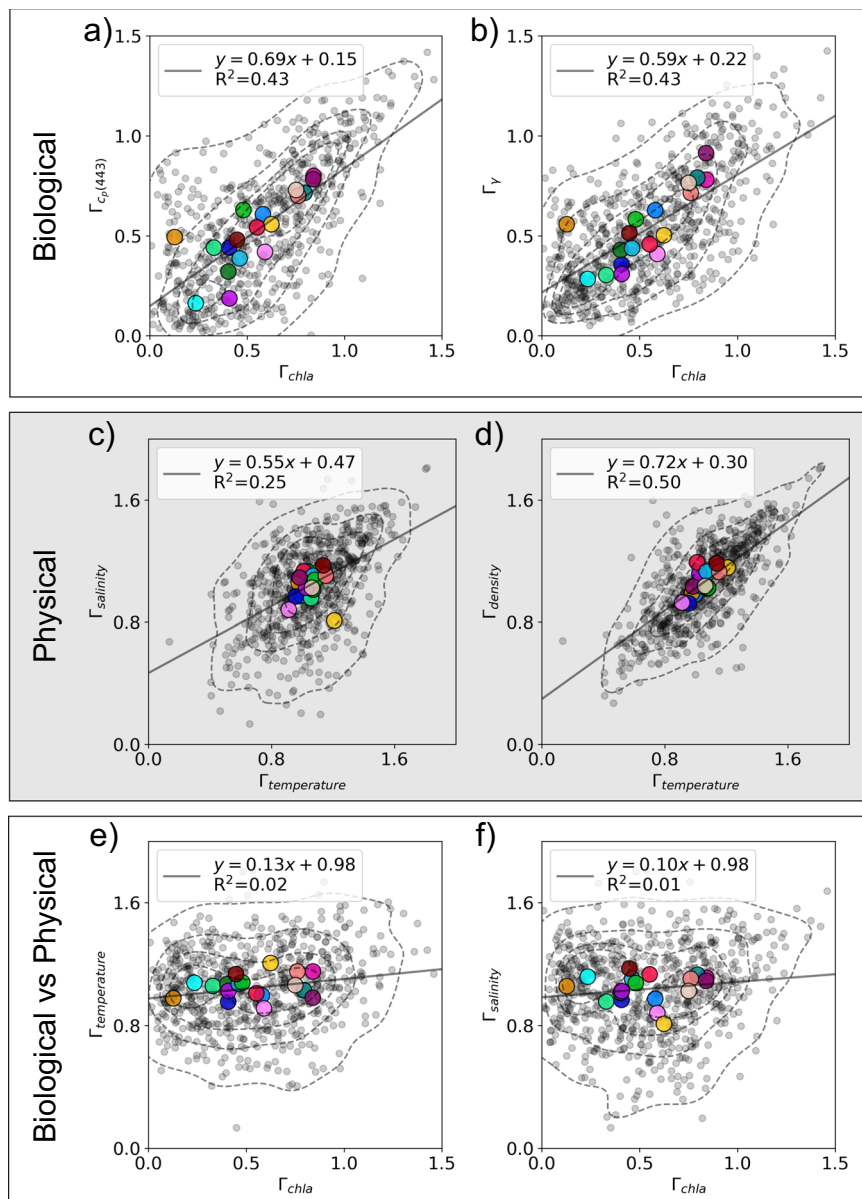 Biological
a)
y = 0.69x + 0.15
R²=0.43
1.5
1.0
0.5
0.0
0.0 0.5 1.0 1.5
Γcₚ(443)
Γchla
b)
y = 0.59x + 0.22
R²=0.43
1.5
1.0
0.5
0.0
0.0 0.5 1.0 1.5
Γγ
Γchla
Physical
c)
y = 0.55x + 0.47
R²=0.25
1.6
0.8
0.0
0.0 0.8 1.6
Γsalinity
Γtemperature
d)
y = 0.72x + 0.30
R²=0.50
1.6
0.8
0.0
0.0 0.8 1.6
Γdensity
Γtemperature
Biological vs Physical
e)
y = 0.13x + 0.98
R²=0.02
1.6
0.8
0.0
0.0 0.5 1.0 1.5
Γtemperature
Γchla
f)
y = 0.10x + 0.98
R²=0.01
1.6
0.8
0.0
0.0 0.5 1.0 1.5
Γsalinity
Γchla